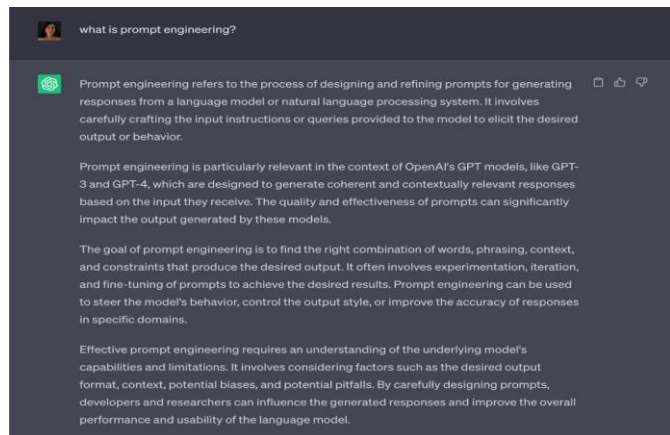 what is prompt engineering?
Prompt engineering refers to the process of designing and refining prompts for generating
responses from a language model or natural language processing system. It involves
carefully crafting the input instructions or queries provided to the model to elicit the desired
output or behavior.
Prompt engineering is particularly relevant in the context of OpenAI's GPT models, like GPT-
3 and GPT-4, which are designed to generate coherent and contextually relevant responses
based on the input they receive. The quality and effectiveness of prompts can significantly
impact the output generated by these models.
The goal of prompt engineering is to find the right combination of words, phrasing, context,
and constraints that produce the desired output. It often involves experimentation, iteration,
and fine-tuning of prompts to achieve the desired results. Prompt engineering can be used
to steer the model's behavior, control the output style, or improve the accuracy of responses
in specific domains.
Effective prompt engineering requires an understanding of the underlying model's
capabilities and limitations. It involves considering factors such as the desired output
format, context, potential biases, and potential pitfalls. By carefully designing prompts,
developers and researchers can influence the generated responses and improve the overall
performance and usability of the language model.